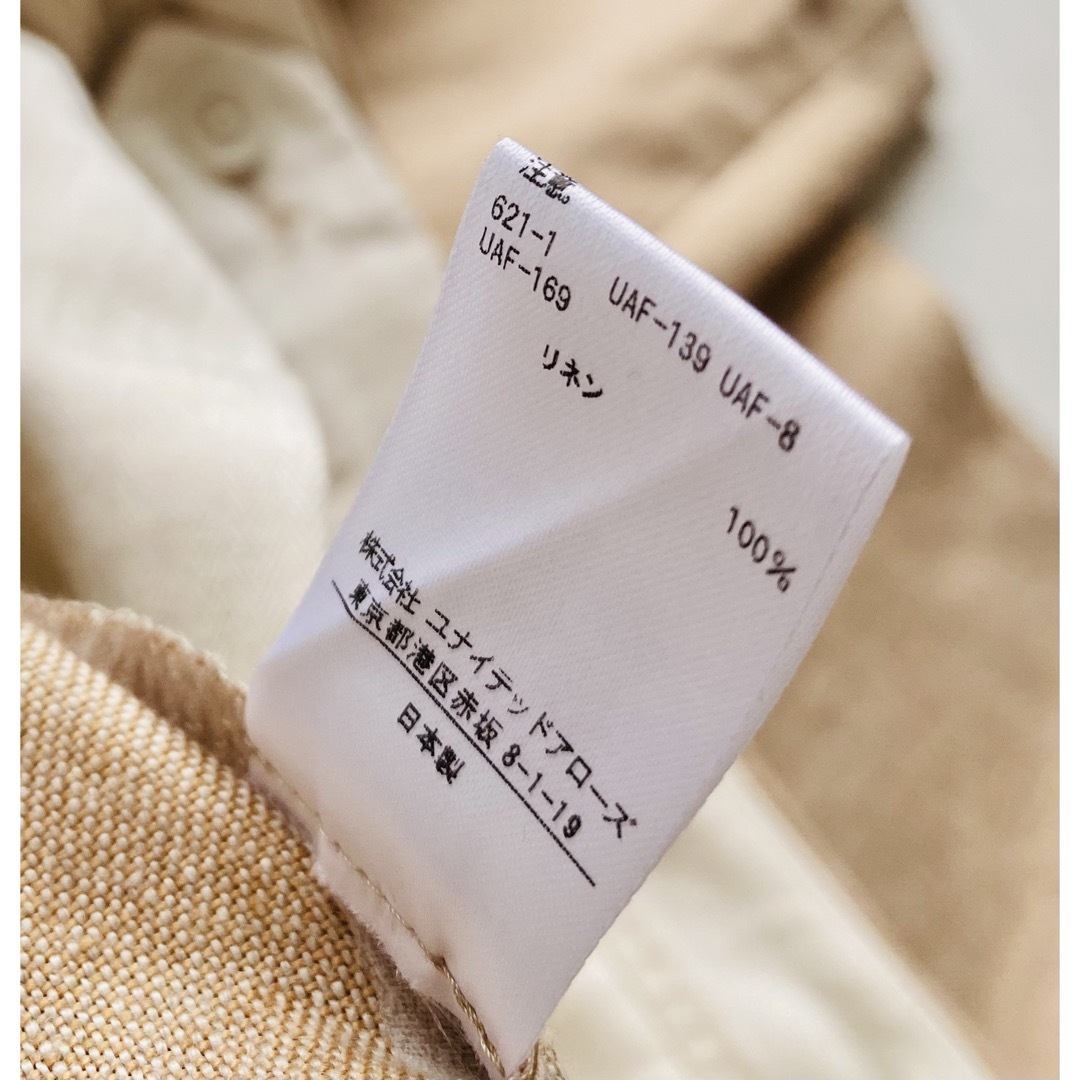 注意
621-1 UAF-139 UAF-8
UAF-169
リネン 100%
株式会社 ユナイテッドアローズ
東京都港区赤坂 8-1-19
日本製